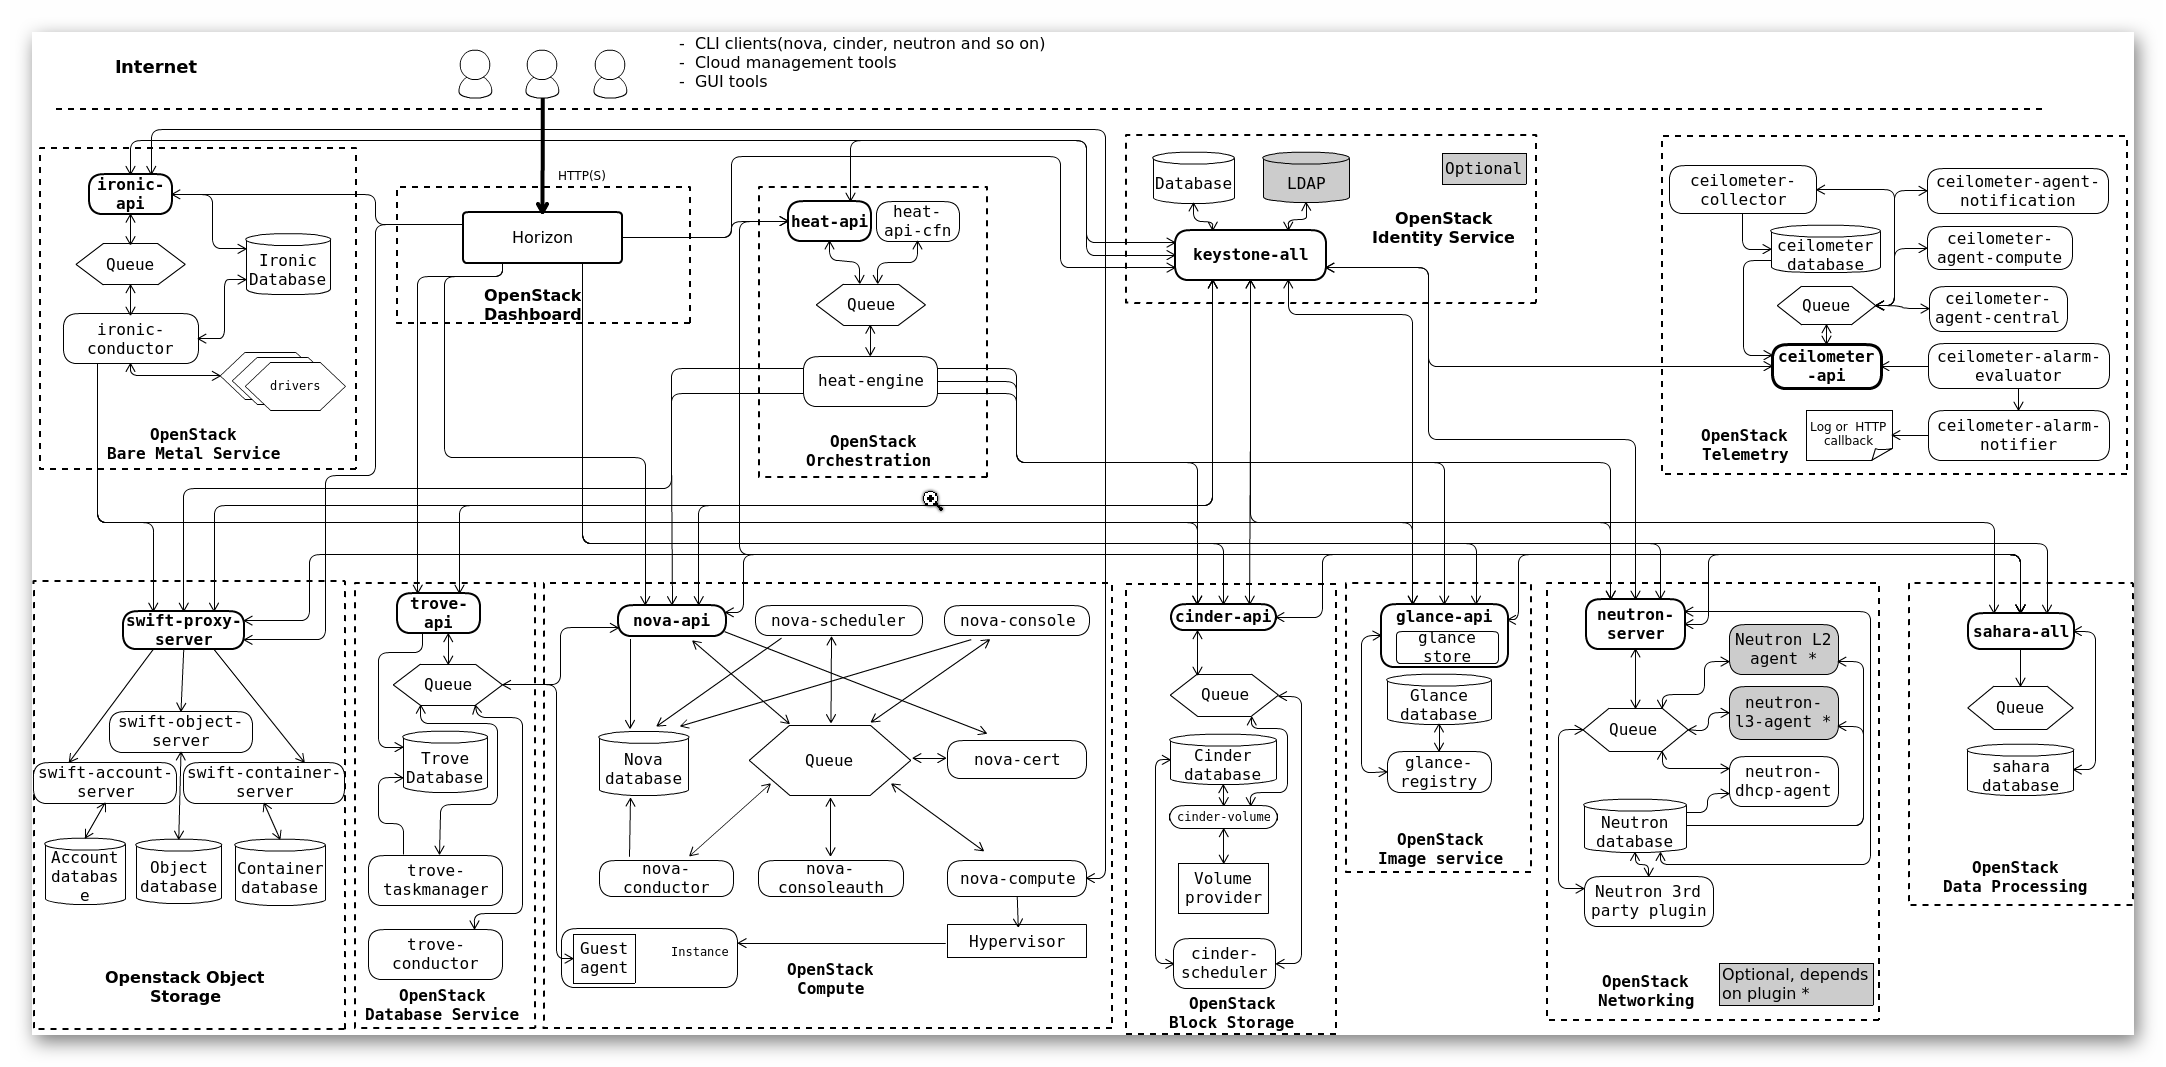 Internet
- CLI clients(nova, cinder, neutron and so on)
- Cloud management tools
- GUI tools
HTTP(S)
ironic-
api
Queue
Ironic
Database
ironic-
conductor
drivers
OpenStack
Bare Metal Service
Horizon
OpenStack
Dashboard
heat-api
heat-
api-cfn
Queue
heat-engine
OpenStack
Orchestration
Database
LDAP
Optional
OpenStack
Identity Service
keystone-all
ceilometer-
collector
ceilometer-agent-
notification
ceilometer
database
ceilometer-
agent-compute
Queue
ceilometer-
agent-central
ceilometer
-api
ceilometer-alarm-
evaluator
Log or HTTP
callback
ceilometer-alarm-
notifier
OpenStack
Telemetry
swift-proxy-
server
swift-object-
server
swift-account-
server
swift-container-
server
Account
databas
e
Object
database
Container
database
Openstack Object
Storage
trove-
api
Queue
Trove
Database
trove-
taskmanager
trove-
conductor
OpenStack
Database Service
nova-api
nova-scheduler
nova-console
Nova
database
Queue
nova-cert
nova-
conductor
nova-
consoleauth
nova-compute
Guest
agent
Instance
Hypervisor
OpenStack
Compute
cinder-api
Queue
Cinder
database
cinder-volume
Volume
provider
cinder-
scheduler
OpenStack
Block Storage
glance-api
glance
store
Glance
database
glance-
registry
OpenStack
Image service
neutron-
server
Neutron L2
agent *
neutron-
l3-agent *
Queue
neutron-
dhcp-agent
Neutron
database
Neutron 3rd
party plugin
OpenStack
Networking
Optional, depends
on plugin *
sahara-all
Queue
sahara
database
OpenStack
Data Processing